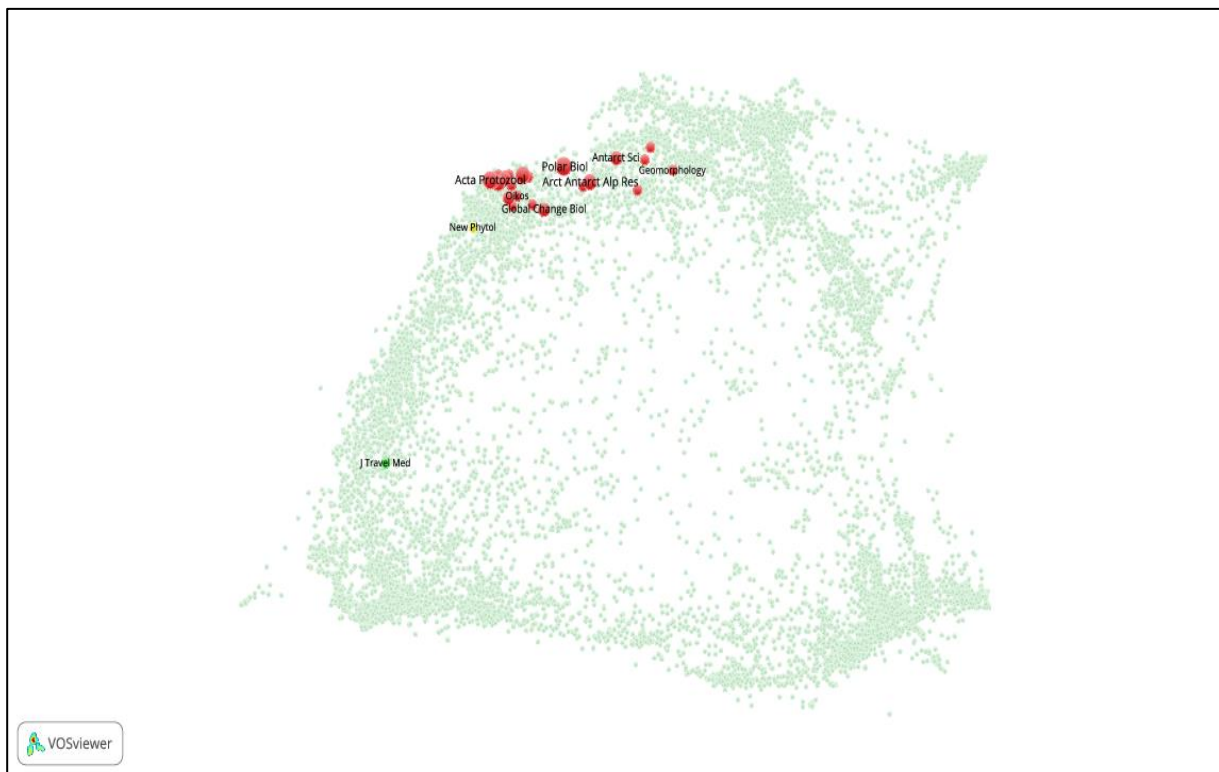 Antarct Sci
Polar Biol
Geomorphology
Acta Protozool
Arct Antarct Alp Res
Oikos
Global Change Biol
New Phytol
J Travel Med
VOSviewer